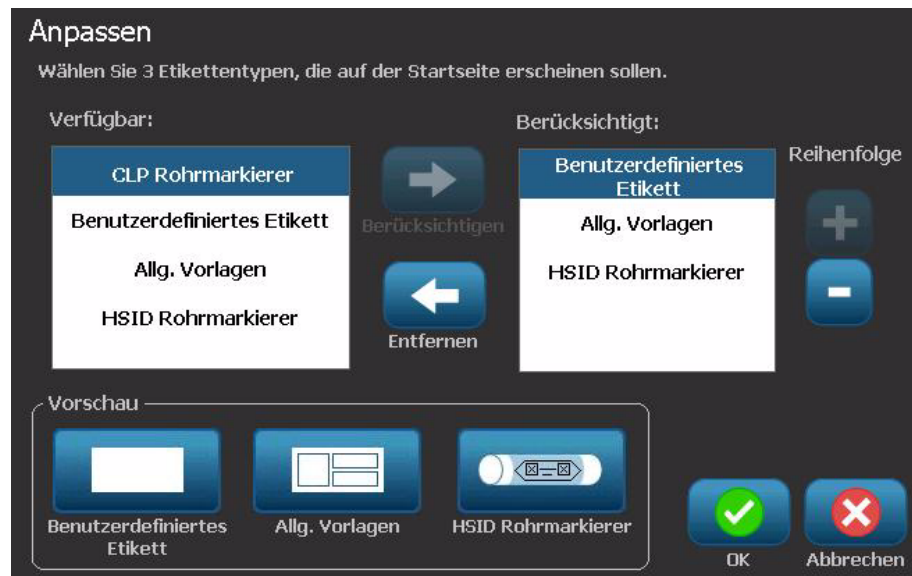 Anpassen
Wählen Sie 3 Etikettentypen, die auf der Startseite erscheinen sollen.
Verfügbar:
CLP Rohrmarkierer
Benutzerdefiniertes Etikett
Allg. Vorlagen
HSID Rohrmarkierer
Berücksichtigen
Entfernen
Berücksichtigt:
Benutzerdefiniertes
Etikett
Allg. Vorlagen
HSID Rohrmarkierer
Reihenfolge
Vorschau
Benutzerdefiniertes
Etikett
Allg. Vorlagen
HSID Rohrmarkierer
OK
Abbrechen